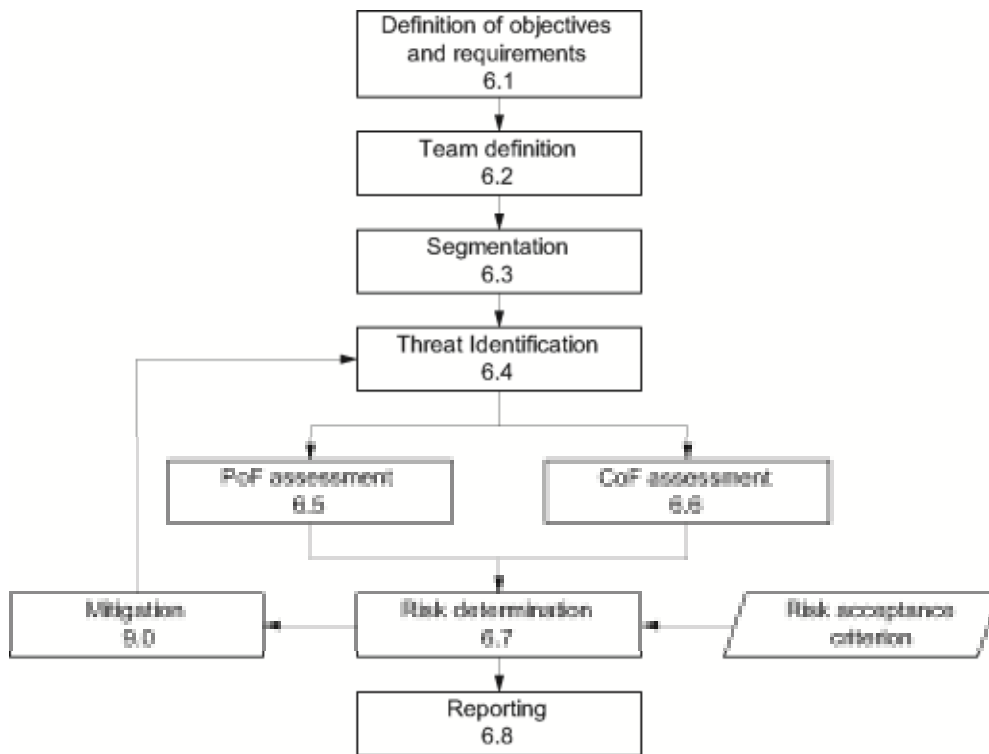 Definition of objectives
and requirements
6.1
Team definition
6.2
Segmentation
6.3
Threat Identification
6.4
PoF assessment
6.5
CoF assessment
6.6
Mitigation
9.0
Risk determination
6.7
Risk acceptance
criterion
Reporting
6.8